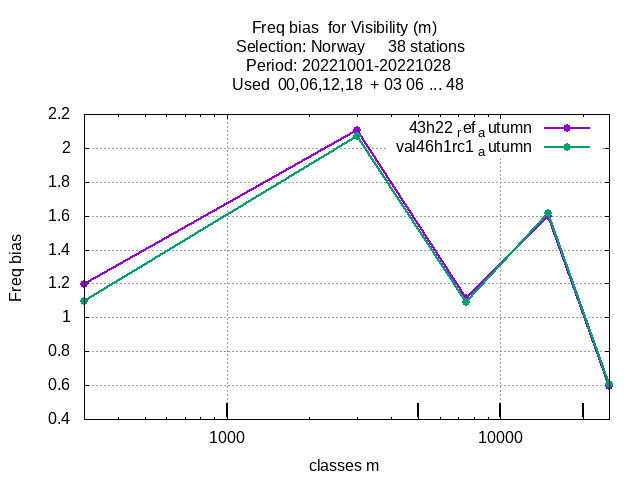 Freq bias  for Visibility (m)
Selection: Norway     38 stations
Period: 20221001-20221028
Used  00,06,12,18  + 03 06 ... 48
43h22 ref a utumn
val46h1rc1 a utumn
2.2
2
1.8
1.6
1.4
1.2
1
0.8
0.6
0.4
Freq bias
1000
10000
classes m